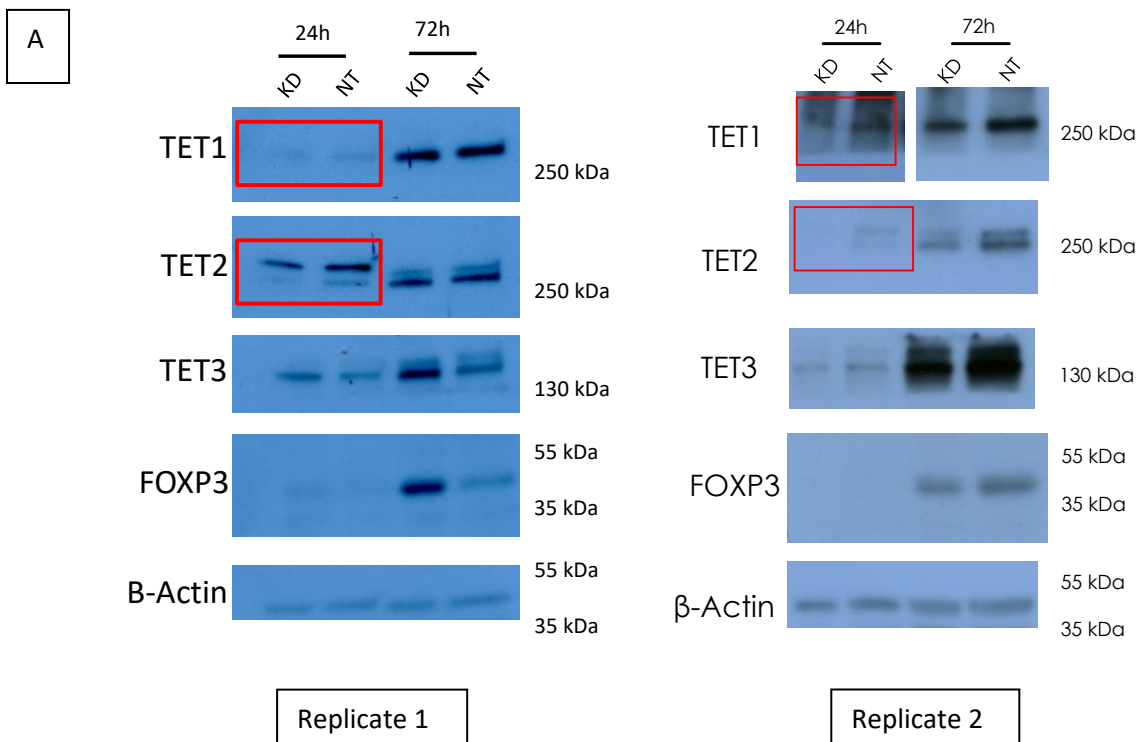 A
24h 72h
KD NT KD NT
TET1
250 kDa
TET2
250 kDa
TET3
130 kDa
FOXP3
55 kDa
35 kDa
B-Actin
55 kDa
35 kDa
Replicate 1
24h 72h
KD NT KD NT
TET1
250 kDa
TET2
250 kDa
TET3
130 kDa
FOXP3
55 kDa
35 kDa
β-Actin
55 kDa
35 kDa
Replicate 2